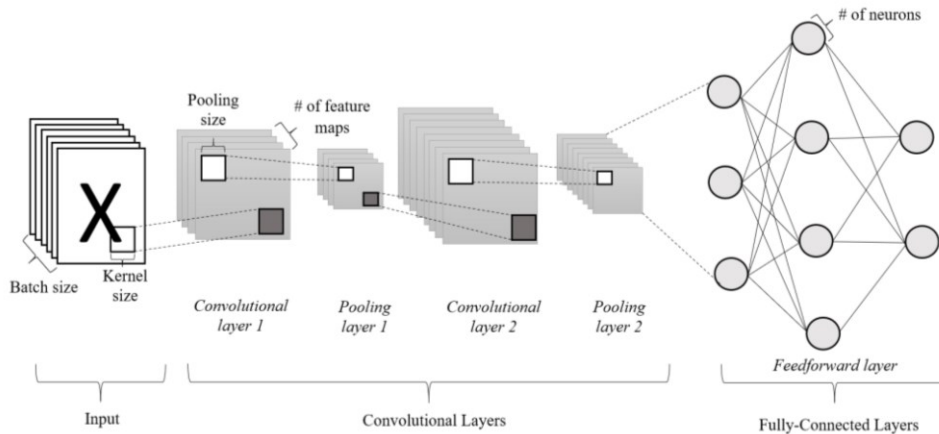 # of neurons
Pooling
size
# of feature
maps
X
Batch size
Kernel
size
Convolutional
layer 1
Pooling
layer 1
Convolutional
layer 2
Pooling
layer 2
Feedforward layer
Input
Convolutional Layers
Fully-Connected Layers